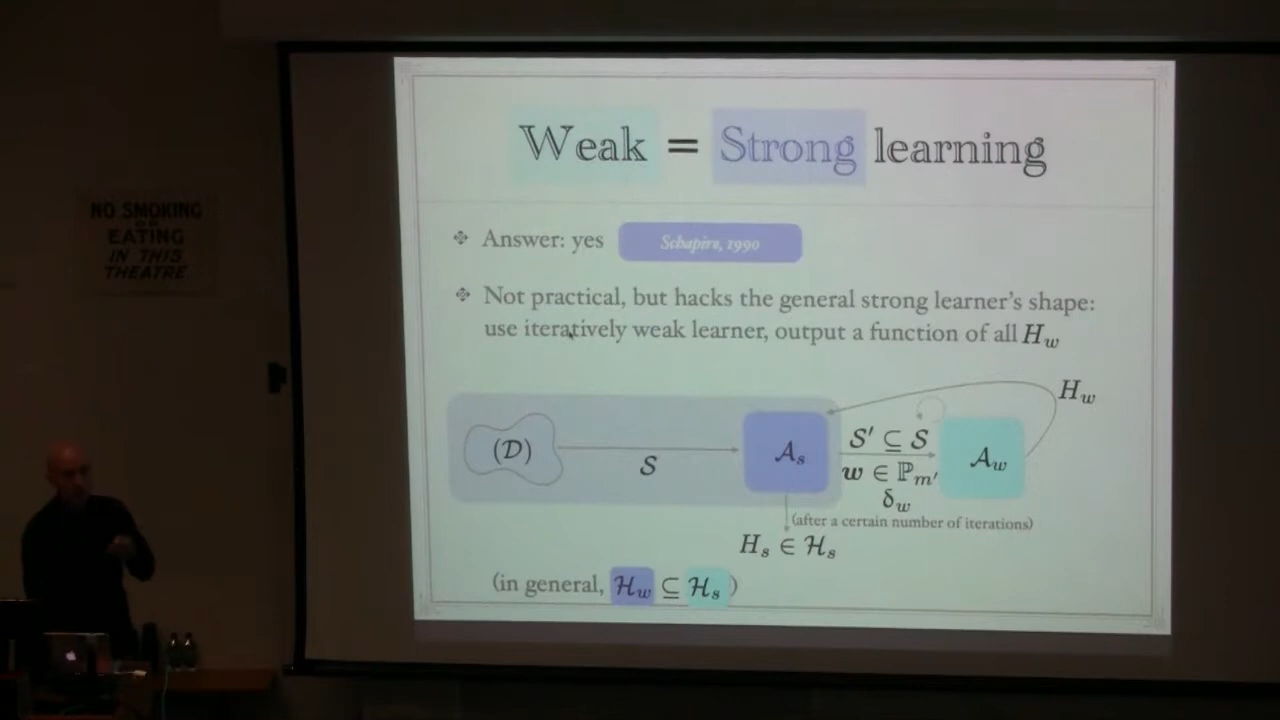 Weak = Strong learning
NO SMOKING
OR
EATING
IN THIS
THEATRE
Answer: yes Schapire, 1990
Not practical, but hacks the general strong learner's shape:
use iteratively weak learner, output a function of all H_w
H_w
(D) S A_s S′ ⊆ S A_w
w ∈ ℙ_m′
δ_w
(after a certain number of iterations)
H_s ∈ ℋ_s
(in general, ℋ_w ⊆ ℋ_s)